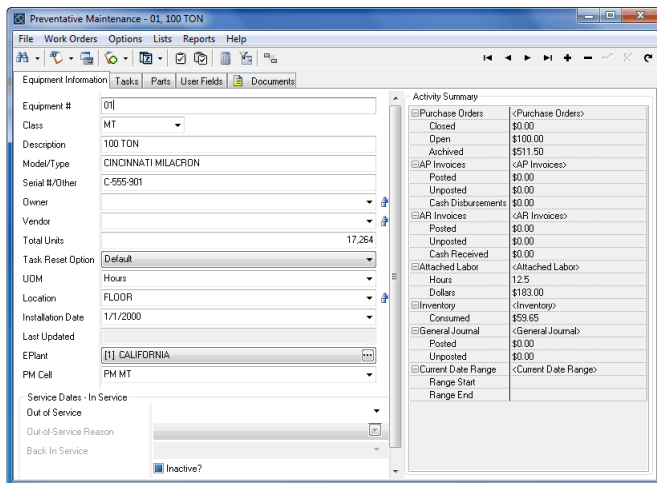 Preventative Maintenance - 01, 100 TON
File Work Orders Options Lists Reports Help
Equipment Information Tasks Parts User Fields Documents
Equipment # 01
Class MT
Description 100 TON
Model/Type CINCINNATI MILACRON
Serial #/Other C-555-901
Owner
Vendor
Total Units 17,264
Task Reset Option Default
UOM Hours
Location FLOOR
Installation Date 1/1/2000
Last Updated
EPlant [1] CALIFORNIA
PM Cell PM MT
Service Dates - In Service
Out of Service
Out-of-Service Reason
Back In Service
Inactive?
Activity Summary
Purchase Orders <Purchase Orders>
Closed $0.00
Open $100.00
Archived $511.50
AP Invoices <AP Invoices>
Posted $0.00
Unposted $0.00
Cash Disbursements $0.00
AR Invoices <AR Invoices>
Posted $0.00
Unposted $0.00
Cash Received $0.00
Attached Labor <Attached Labor>
Hours 12.5
Dollars $183.00
Inventory <Inventory>
Consumed $59.65
General Journal <General Journal>
Posted $0.00
Unposted $0.00
Current Date Range <Current Date Range>
Range Start
Range End